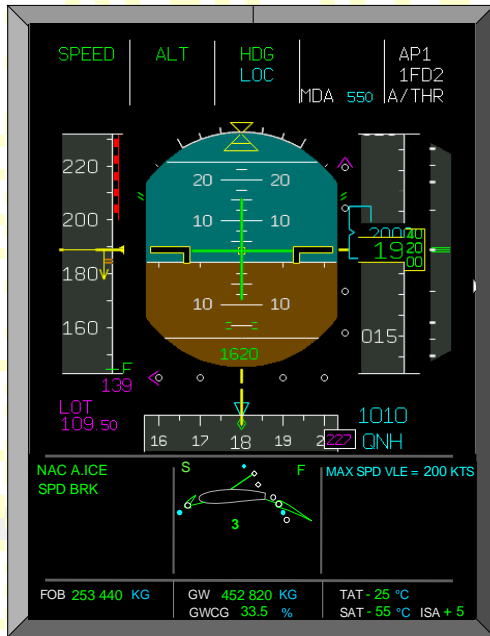 SPEED ALT HDG AP1
LOC 1FD2
MDA 550 A/THR
220
200
180
160
20 20
10 10
10 10
1620
2000
19 40
20
00
015
F
139
LOT
109.50
16 17 18 19 2
227
1010
QNH
NAC A.ICE
SPD BRK
S F
3
MAX SPD VLE = 200 KTS
FOB 253 440 KG
GW 452 820 KG
GWCG 33.5 %
TAT - 25 °C
SAT - 55 °C ISA + 5